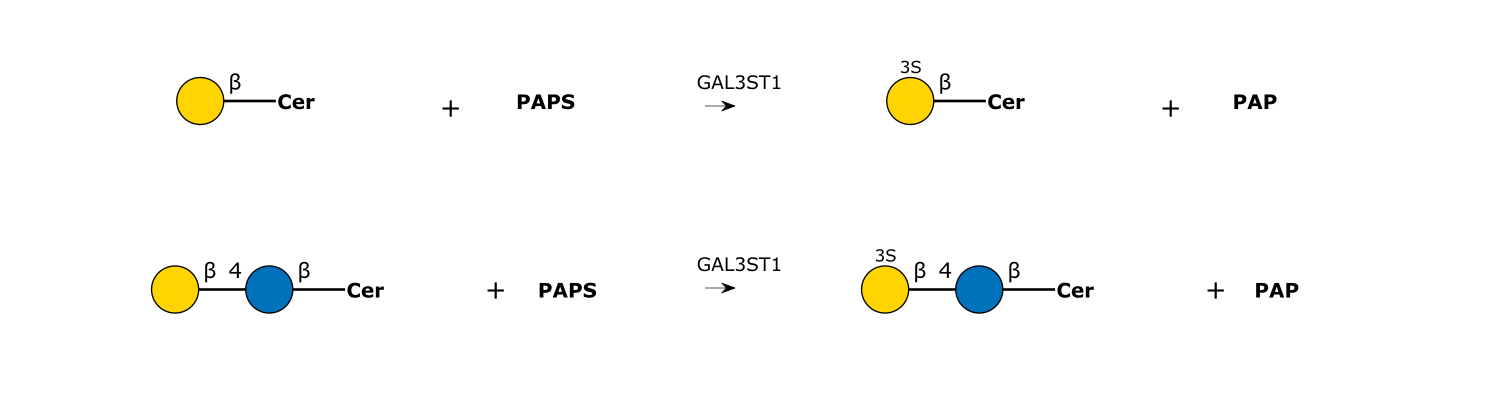 GAL3ST1
3S
β
β
Cer + PAPS → Cer + PAP
GAL3ST1
3S
β 4 β
β 4 β
Cer + PAPS → Cer + PAP